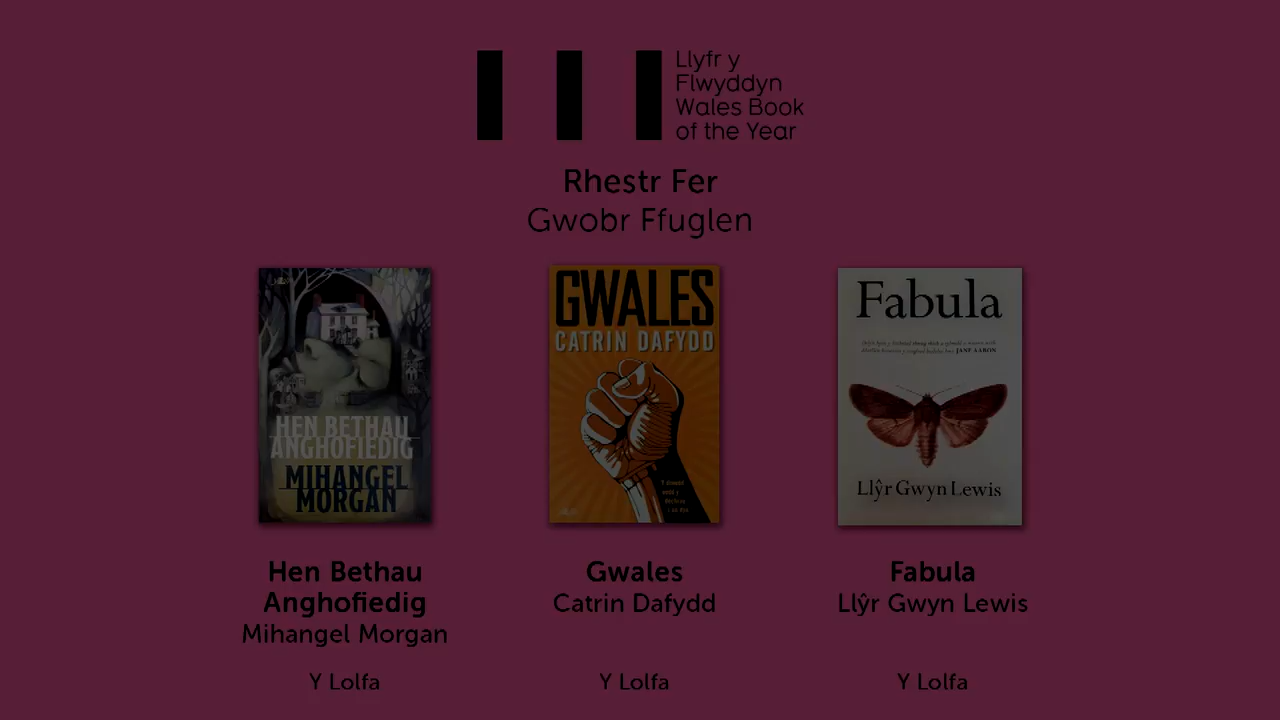 Llyfr y
Flwyddyn
Wales Book
of the Year
Rhestr Fer
Gwobr Ffuglen
HEN BETHAU
ANGHOFIEDIG
MIHANGEL
MORGAN
GWALES
CATRIN DAFYDD
Fabula
JANE AARON
Llŷr Gwyn Lewis
Hen Bethau
Anghofiedig
Mihangel Morgan
Y Lolfa
Gwales
Catrin Dafydd
Y Lolfa
Fabula
Llŷr Gwyn Lewis
Y Lolfa